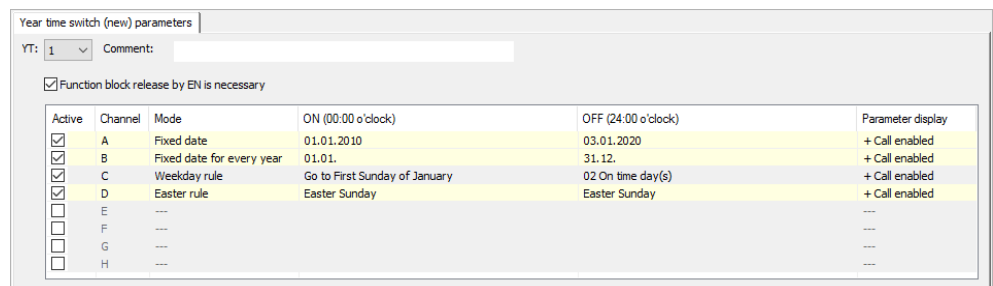 Year time switch (new) parameters
YT: 1 Comment:
Function block release by EN is necessary
Active Channel Mode ON (00:00 o'clock) OFF (24:00 o'clock) Parameter display
A Fixed date 01.01.2010 03.01.2020 + Call enabled
B Fixed date for every year 01.01. 31.12. + Call enabled
C Weekday rule Go to First Sunday of January 02 On time day(s) + Call enabled
D Easter rule Easter Sunday Easter Sunday + Call enabled
E --- ---
F --- ---
G --- ---
H --- ---